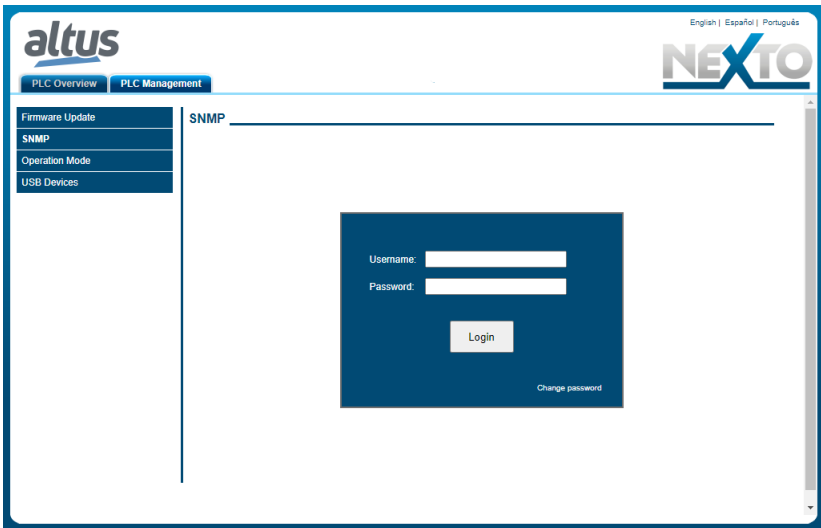 English | Español | Português
altus
NEXTO
PLC Overview
PLC Management
Firmware Update
SNMP
Operation Mode
USB Devices
SNMP
Username:
Password:
Login
Change password